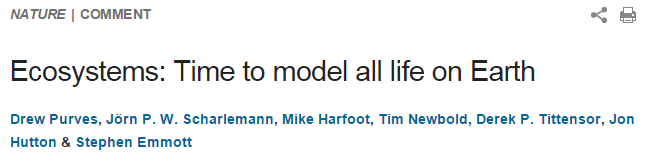 NATURE | COMMENT
Ecosystems: Time to model all life on Earth
Drew Purves, Jörn P. W. Scharlemann, Mike Harfoot, Tim Newbold, Derek P. Tittensor, Jon
Hutton & Stephen Emmott